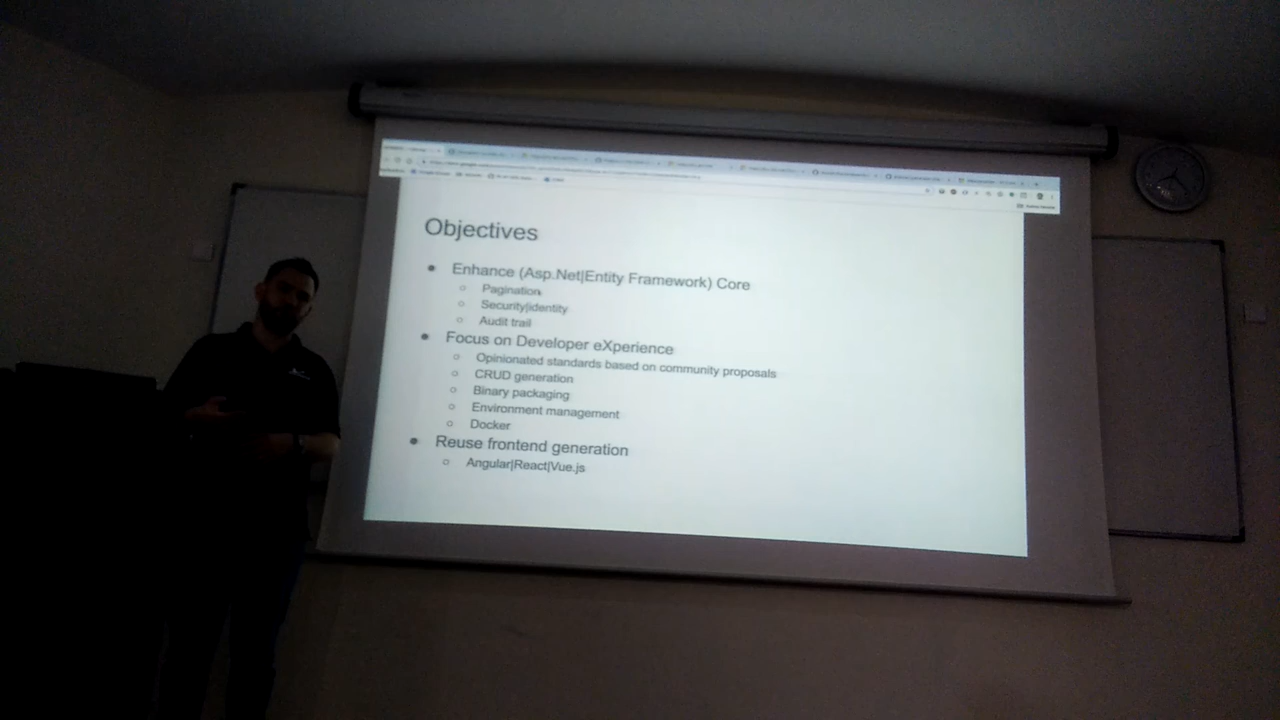 Objectives
Enhance (Asp.Net|Entity Framework) Core
Pagination
Security|identity
Audit trail
Focus on Developer eXperience
Opinionated standards based on community proposals
CRUD generation
Binary packaging
Environment management
Docker
Reuse frontend generation
Angular|React|Vue.js